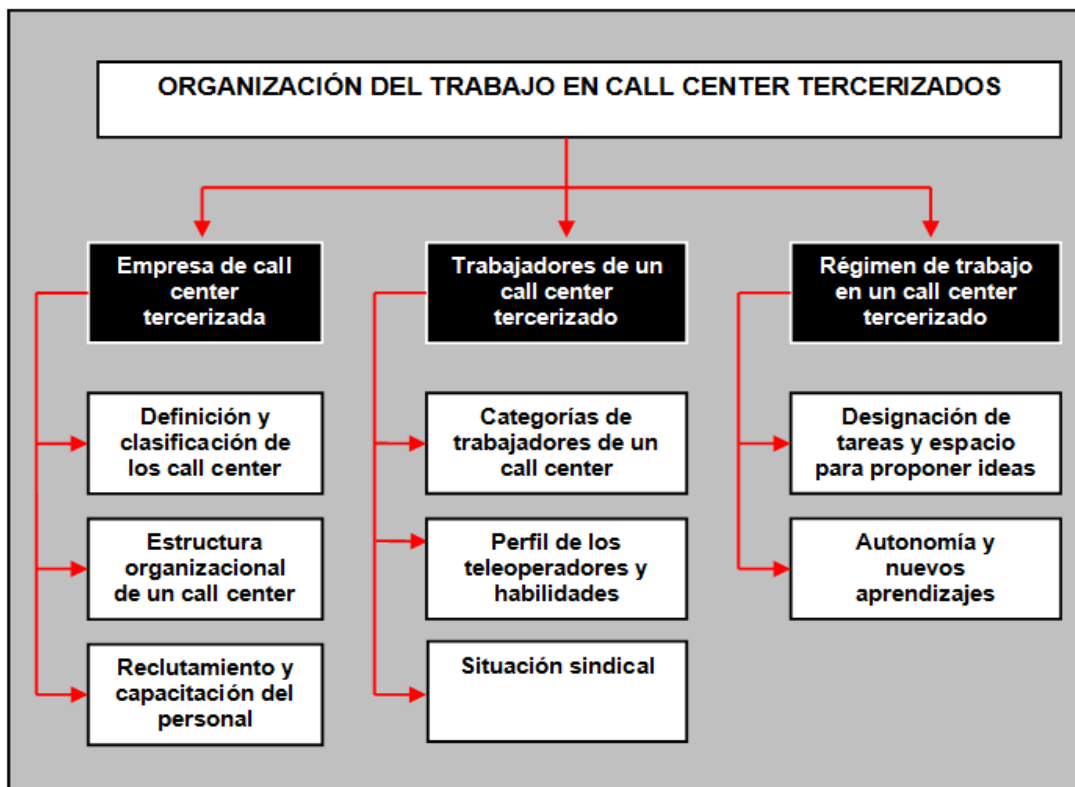 ORGANIZACIÓN DEL TRABAJO EN CALL CENTER TERCERIZADOS
Empresa de call
center
tercerizada
Definición y
clasificación de
los call center
Estructura
organizacional
de un call center
Reclutamiento y
capacitación del
personal
Trabajadores de un
call center
tercerizado
Categorías de
trabajadores de un
call center
Perfil de los
teleoperadores y
habilidades
Situación sindical
Régimen de trabajo
en un call center
tercerizado
Designación de
tareas y espacio
para proponer ideas
Autonomía y
nuevos
aprendizajes